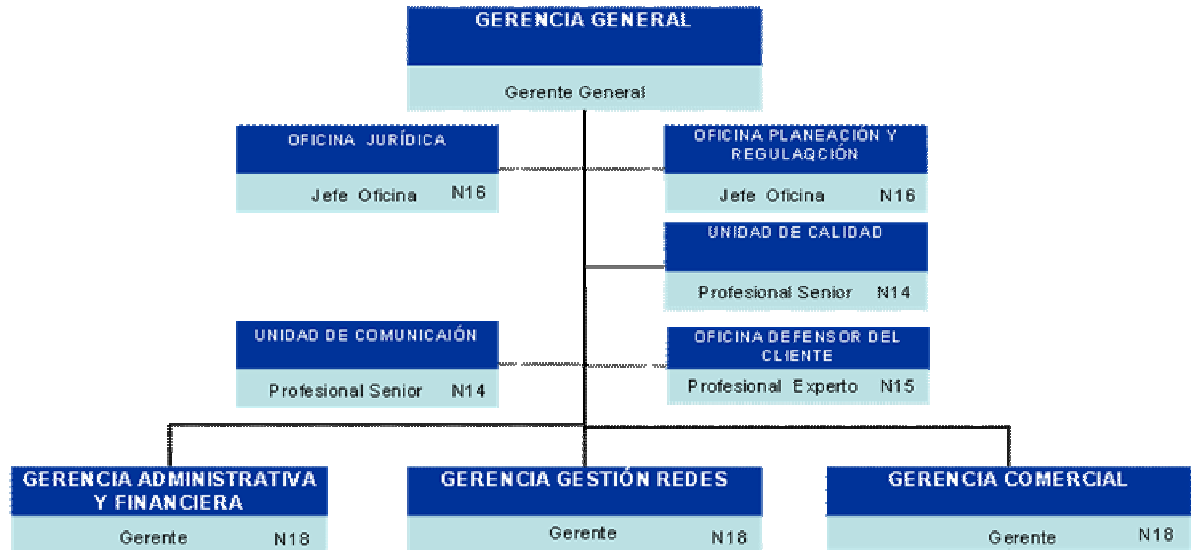 GERENCIA GENERAL
Gerente General
OFICINA JURÍDICA
Jefe Oficina N16
OFICINA PLANEACIÓN Y
REGULAQCIÓN
Jefe Oficina N16
UNIDAD DE CALIDAD
Profesional Senior N14
UNIDAD DE COMUNICAIÓN
Profesional Senior N14
OFICINA DEFENSOR DEL
CLIENTE
Profesional Experto N15
GERENCIA ADMINISTRATIVA
Y FINANCIERA
Gerente N18
GERENCIA GESTIÓN REDES
Gerente N18
GERENCIA COMERCIAL
Gerente N18